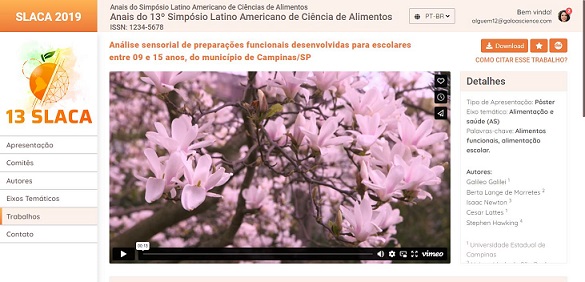 SLACA 2019
Anais do Simpósio Latino Americano de Ciências de Alimentos
Anais do 13º Simpósio Latino Americano de Ciência de Alimentos
ISSN: 1234-5678
PT-BR
Bem vindo!
alguem12@galoascience.com
13 SLACA
Apresentação
Comitês
Autores
Eixos Temáticos
Trabalhos
Contato
Análise sensorial de preparações funcionais desenvolvidas para escolares
entre 09 e 15 anos, do município de Campinas/SP
Download
COMO CITAR ESSE TRABALHO?
00:15
vimeo
Detalhes
Tipo de Apresentação: Pôster
Eixo temático: Alimentação e
saúde (AS)
Palavras-chave: Alimentos
funcionais, alimentação
escolar.
Autores:
Galileo Galilei 1
Berta Lange de Morretes 2
Isaac Newton 3
Cesar Lattes 1
Stephen Hawking 4
1 Universidade Estadual de
Campinas